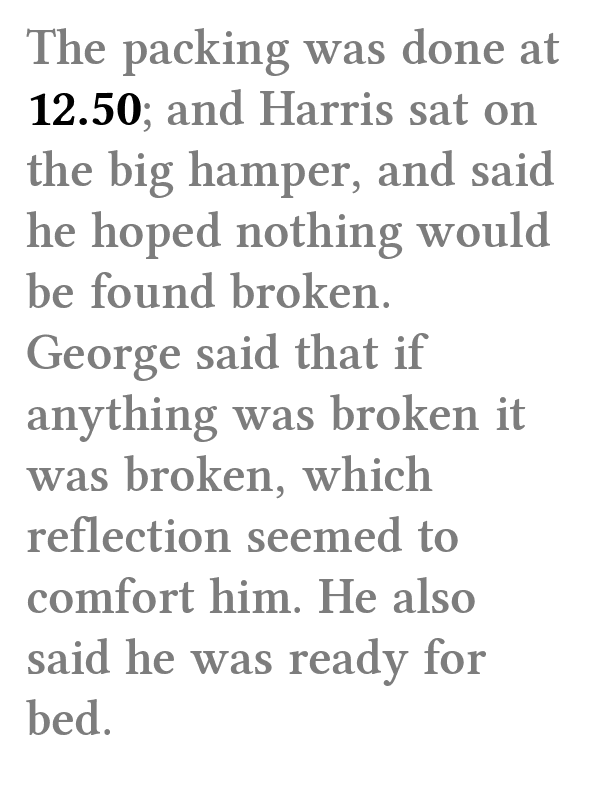 The packing was done at
12.50; and Harris sat on
the big hamper, and said
he hoped nothing would
be found broken.
George said that if
anything was broken it
was broken, which
reflection seemed to
comfort him. He also
said he was ready for
bed.